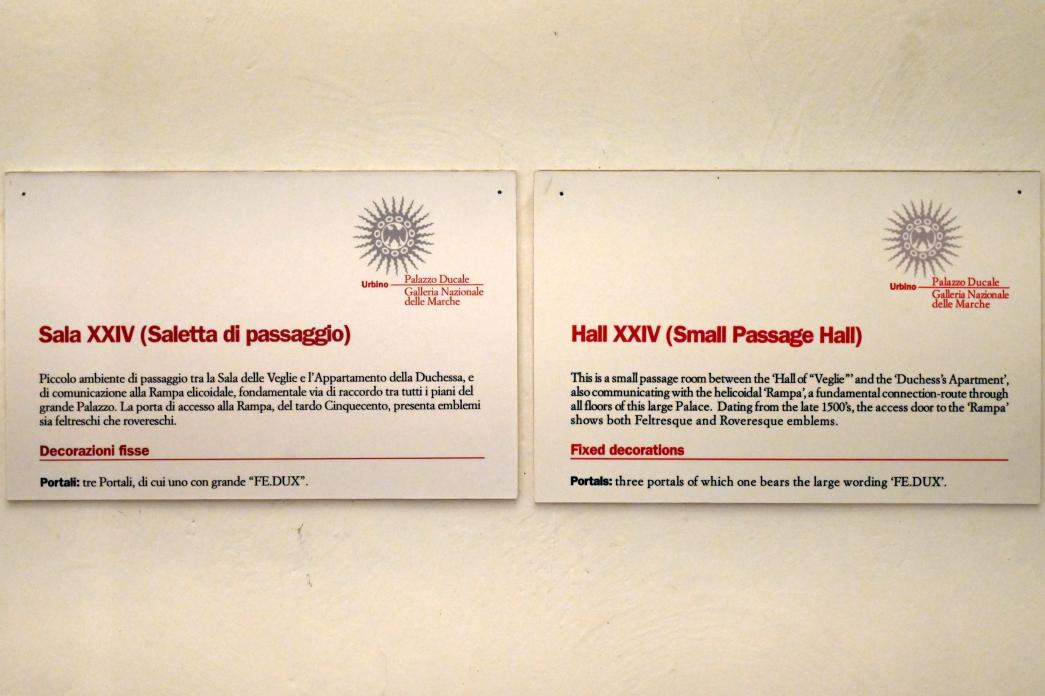 Urbino
Palazzo Ducale
Galleria Nazionale
delle Marche
Sala XXIV (Saletta di passaggio)
Piccolo ambiente di passaggio tra la Sala delle Veglie e l'Appartamento della Duchessa, e
di comunicazione alla Rampa elicoidale, fondamentale via di raccordo tra tutti i piani del
grande Palazzo. La porta di accesso alla Rampa, del tardo Cinquecento, presenta emblemi
sia feltreschi che rovereschi.
Decorazioni fisse
Portali: tre Portali, di cui uno con grande "FE.DUX".
Urbino
Palazzo Ducale
Galleria Nazionale
delle Marche
Hall XXIV (Small Passage Hall)
This is a small passage room between the 'Hall of "Veglie"' and the 'Duchess's Apartment',
also communicating with the helicoidal 'Rampa', a fundamental connection-route through
all floors of this large Palace. Dating from the late 1500's, the access door to the 'Rampa'
shows both Feltresque and Roveresque emblems.
Fixed decorations
Portals: three portals of which one bears the large wording 'FE.DUX'.